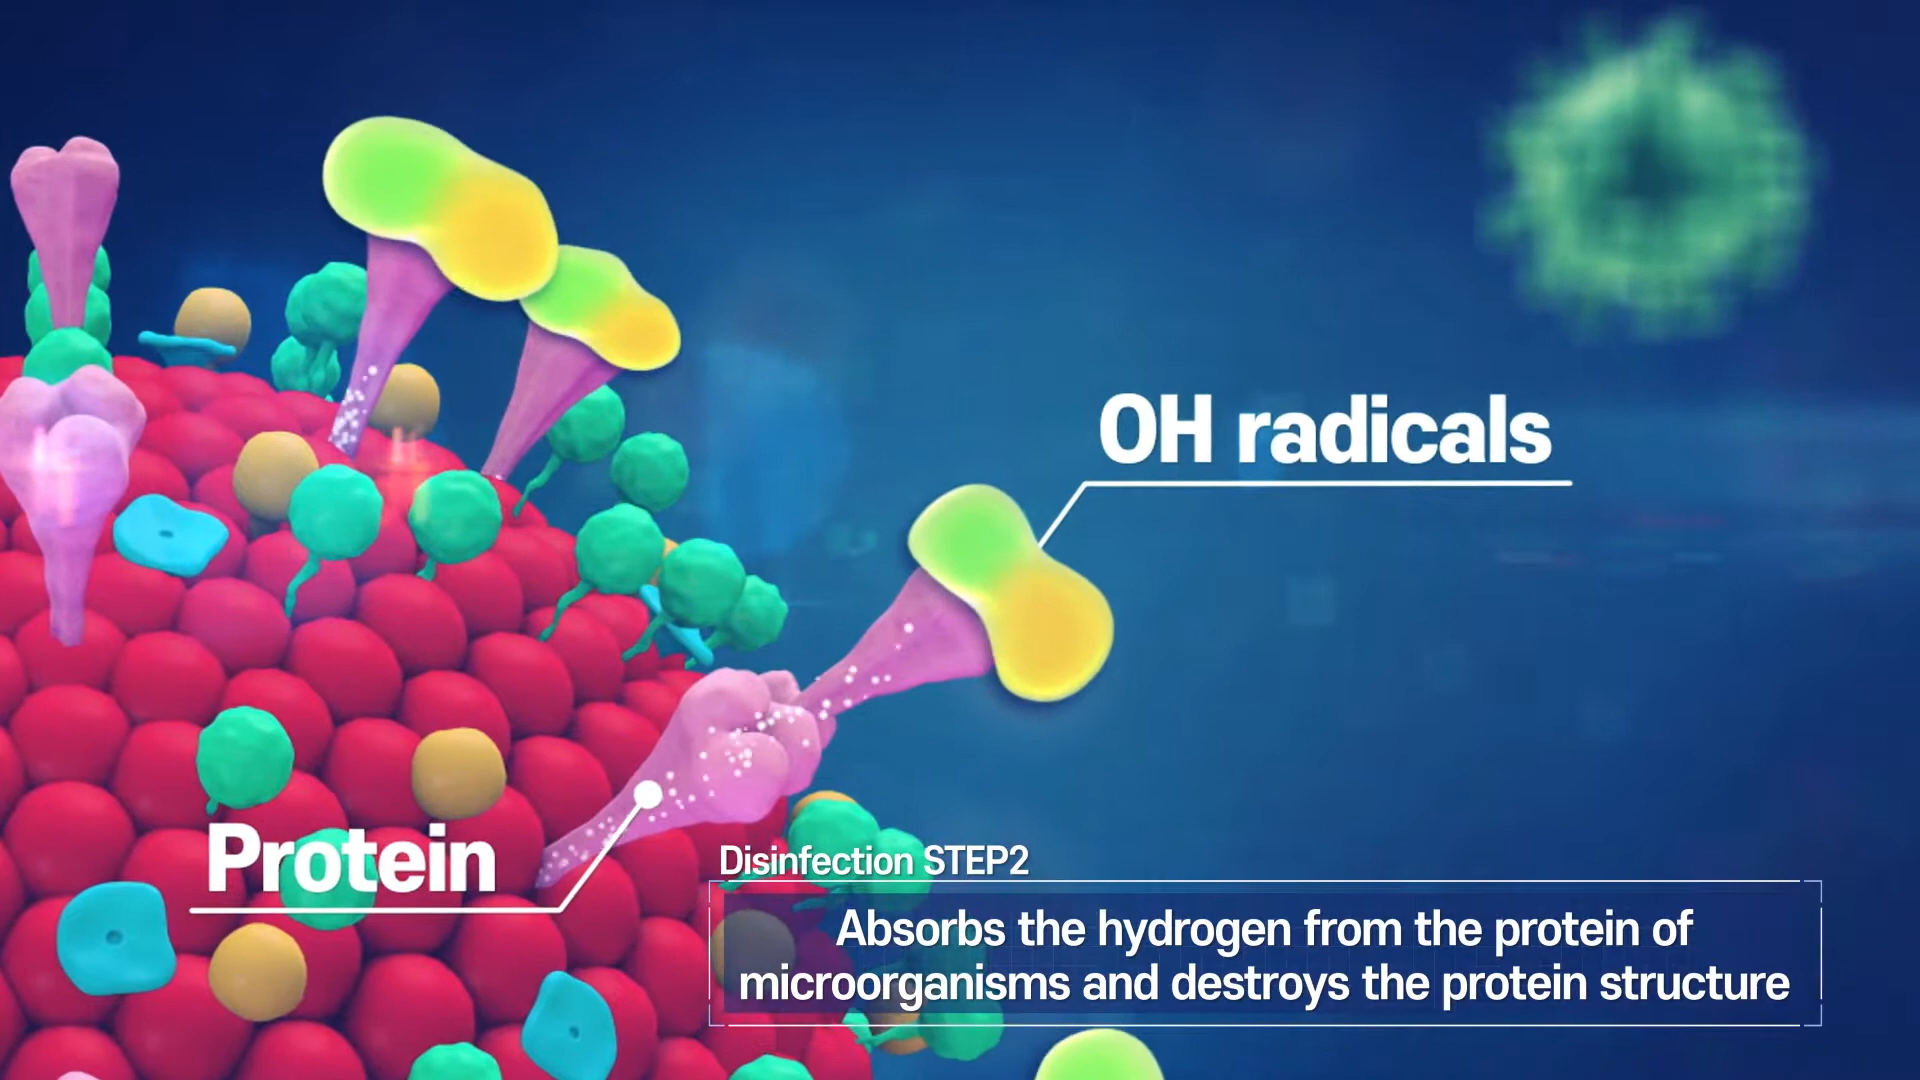 OH radicals
Protein
Disinfection STEP2
Absorbs the hydrogen from the protein of
microorganisms and destroys the protein structure